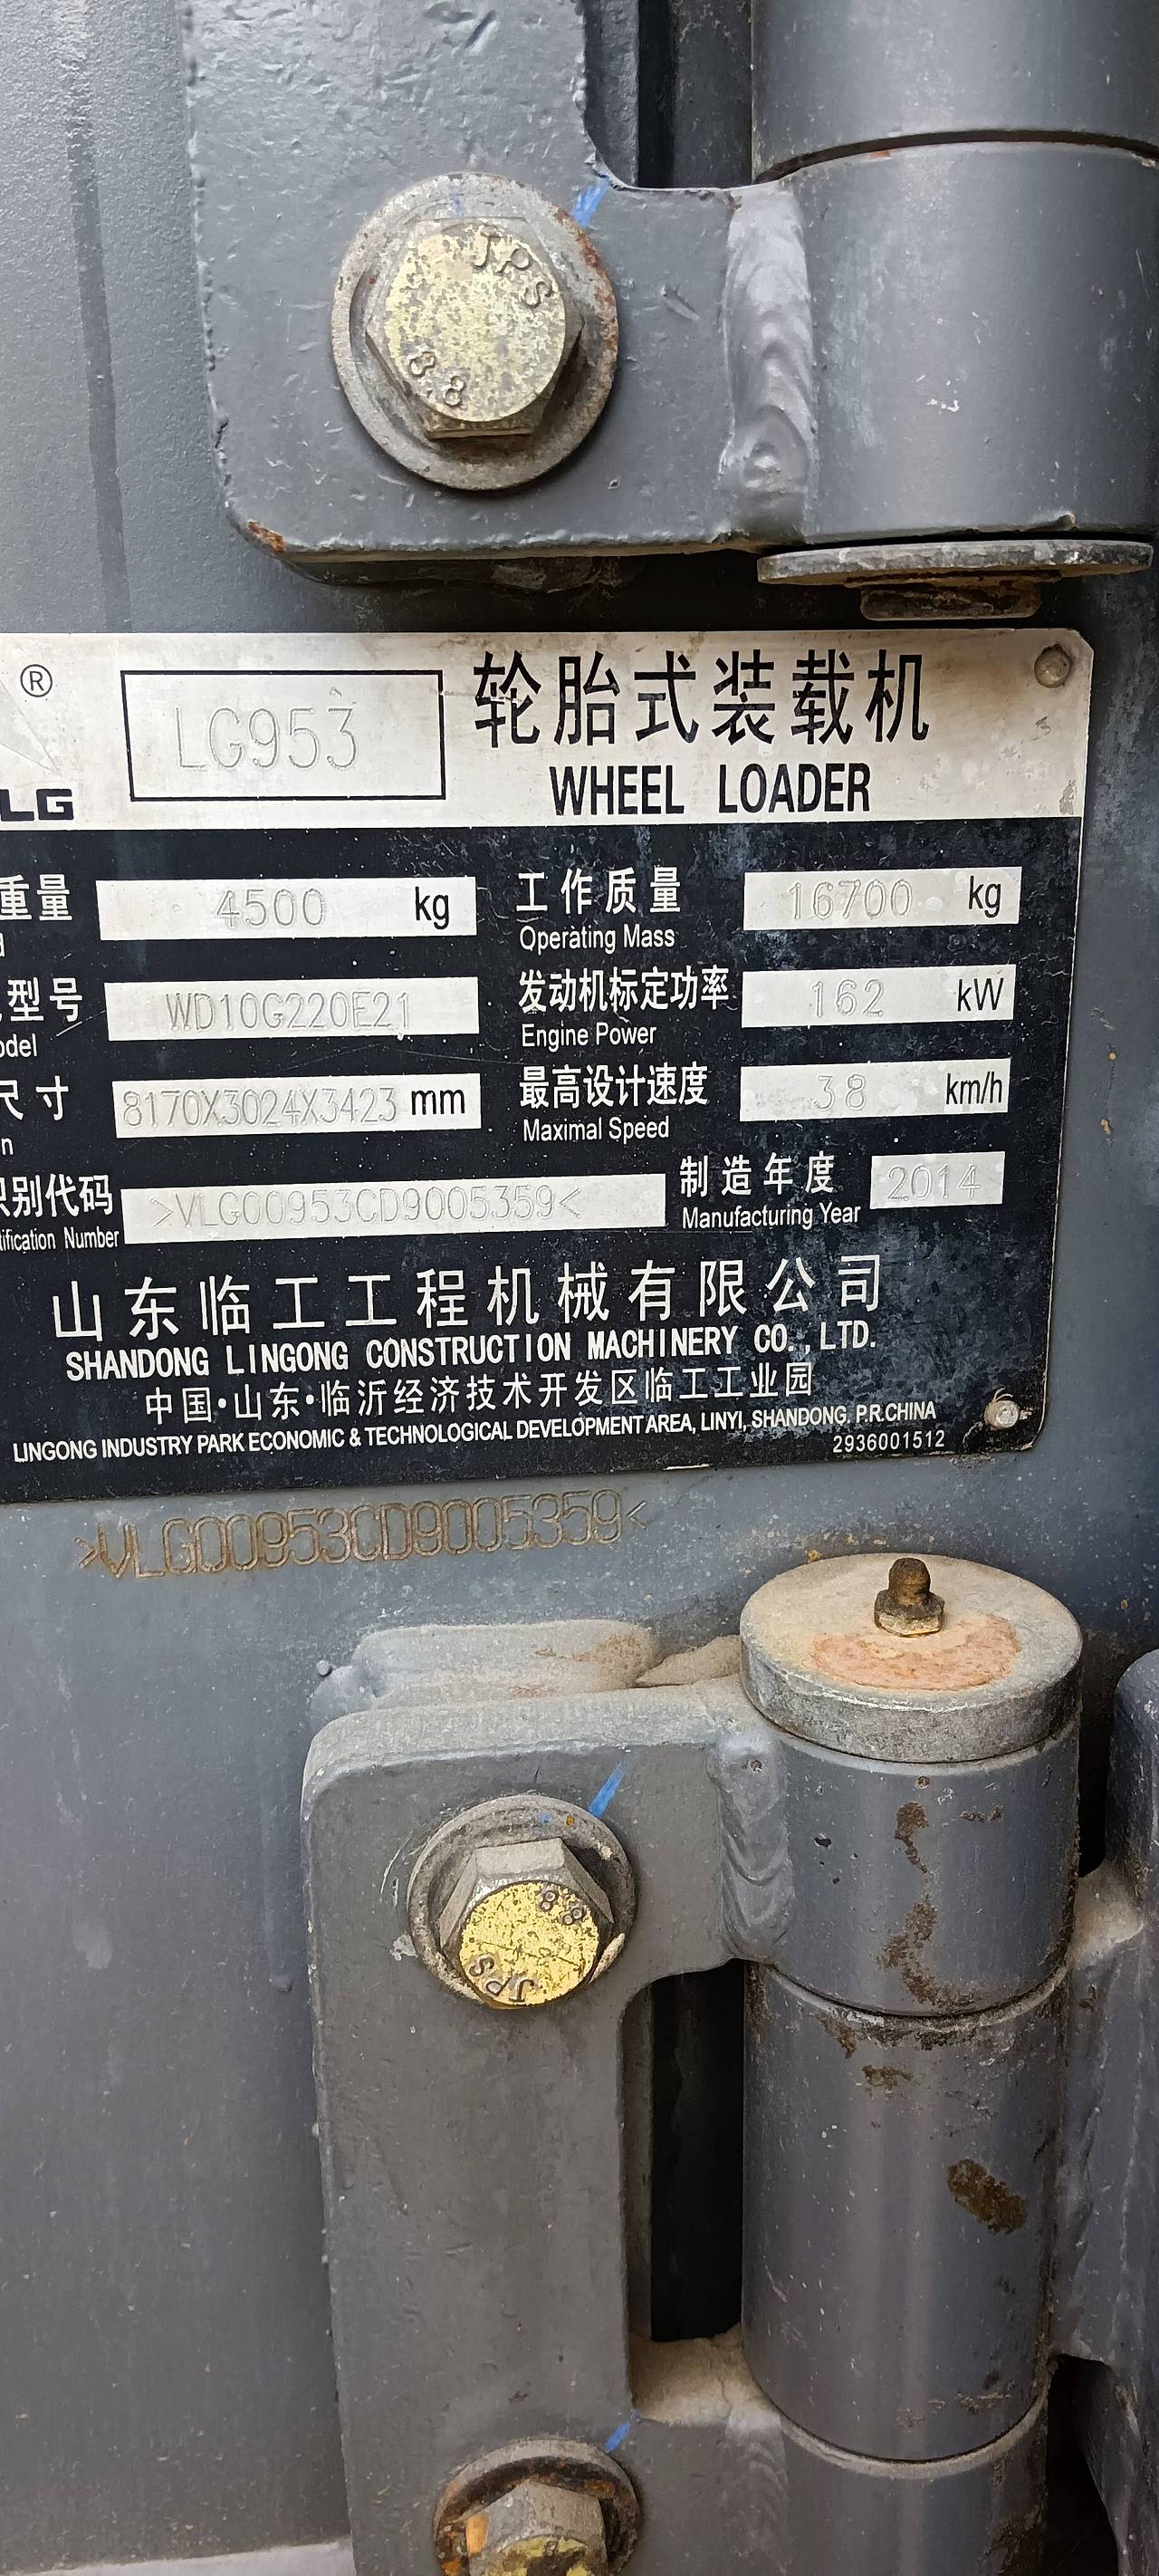 JPS
8.8
®
LG953
轮胎式装载机
LG
WHEEL LOADER
重量 4500 kg 工作质量 16700 kg
Operating Mass
型号 WD10G220E21 发动机标定功率 162 kW
Engine Power
尺寸 8170X3024X3423 mm 最高设计速度 38 km/h
Maximal Speed
别代码 >VLG00953CD9005359< 制造年度 2014
Number Manufacturing Year
山东临工工程机械有限公司
SHANDONG LINGONG CONSTRUCTION MACHINERY CO., LTD.
中国·山东·临沂经济技术开发区临工工业园
LINGONG INDUSTRY PARK ECONOMIC & TECHNOLOGICAL DEVELOPMENT AREA, LINYI, SHANDONG, P.R.CHINA
2936001512
>VLG00953CD9005359<
8.8
JPS